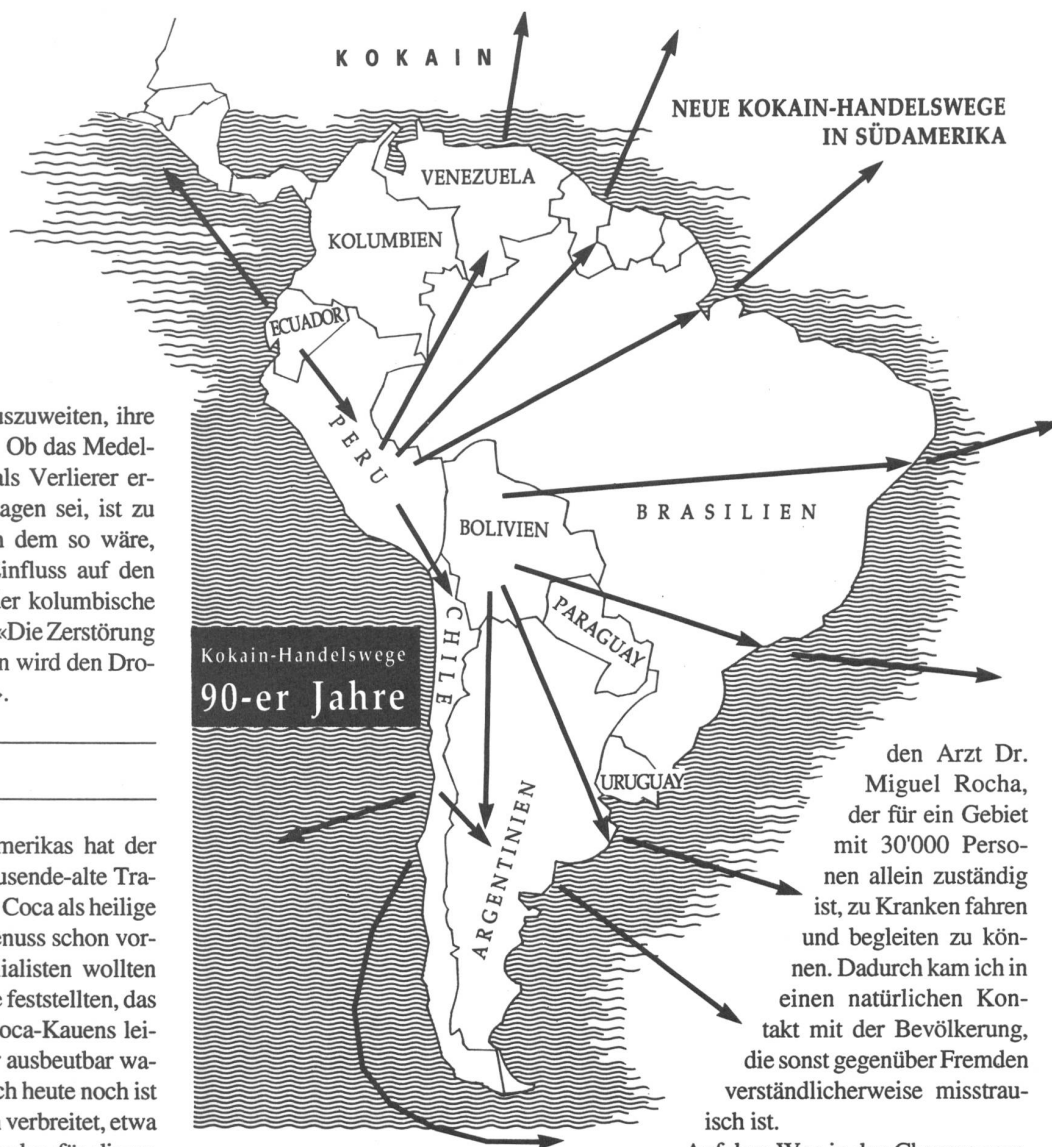 KOKAIN
NEUE KOKAIN-HANDELSWEGE
IN SÜDAMERIKA
VENEZUELA
KOLUMBIEN
ECUADOR
PERU
BRASILIEN
BOLIVIEN
PARAGUAY
CHILE
URUGUAY
ARGENTINIEN
Kokain-Handelswege
90-er Jahre
uszuweiten, ihre
Ob das Medel-
als Verlierer er-
agen sei, ist zu
n dem so wäre,
influss auf den
er kolumbische
«Die Zerstörung
n wird den Dro-
merikas hat der
usende-alte Tra-
Coca als heilige
enuss schon vor-
ialisten wollten
e feststellten, das
oca-Kauens lei-
r ausbeutbar wa-
ch heute noch ist
verbreitet, etwa
den Arzt Dr.
Miguel Rocha,
der für ein Gebiet
mit 30'000 Perso-
nen allein zuständig
ist, zu Kranken fahren
und begleiten zu kön-
nen. Dadurch kam ich in
einen natürlichen Kon-
takt mit der Bevölkerung,
die sonst gegenüber Fremden
verständlicherweise misstrau-
isch ist.